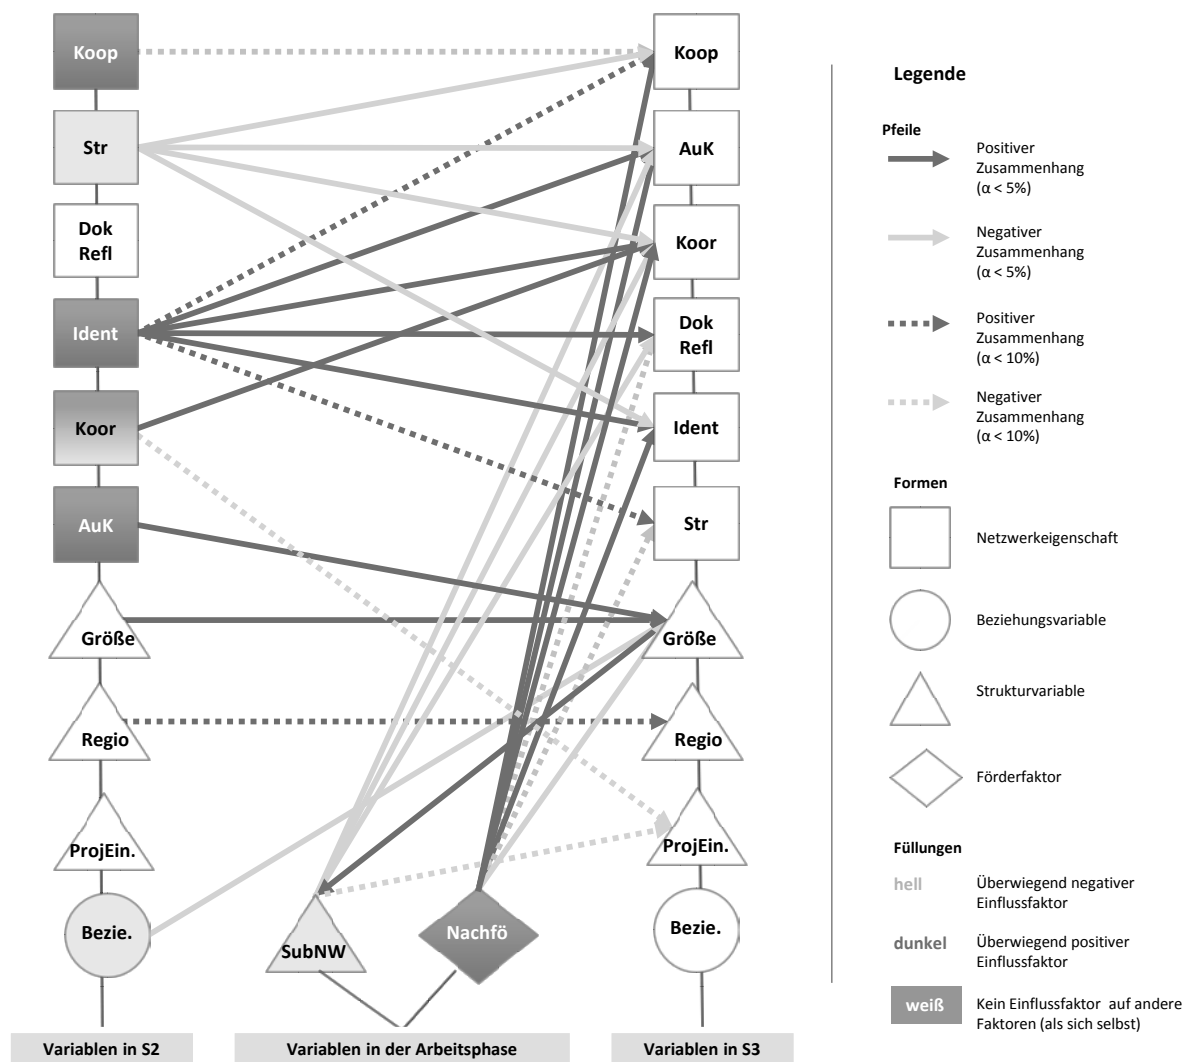 Koop
Str
Dok
Refl
Ident
Koor
AuK
Größe
Regio
ProjEin.
Bezie.
Variablen in S2
SubNW
Nachfö
Variablen in der Arbeitsphase
Koop
AuK
Koor
Dok
Refl
Ident
Str
Größe
Regio
ProjEin.
Bezie.
Variablen in S3
Legende
Pfeile
Positiver
Zusammenhang
(α < 5%)
Negativer
Zusammenhang
(α < 5%)
Positiver
Zusammenhang
(α < 10%)
Negativer
Zusammenhang
(α < 10%)
Formen
Netzwerkeigenschaft
Beziehungsvariable
Strukturvariable
Förderfaktor
Füllungen
hell
Überwiegend negativer
Einflussfaktor
dunkel
Überwiegend positiver
Einflussfaktor
weiß
Kein Einflussfaktor auf andere
Faktoren (als sich selbst)